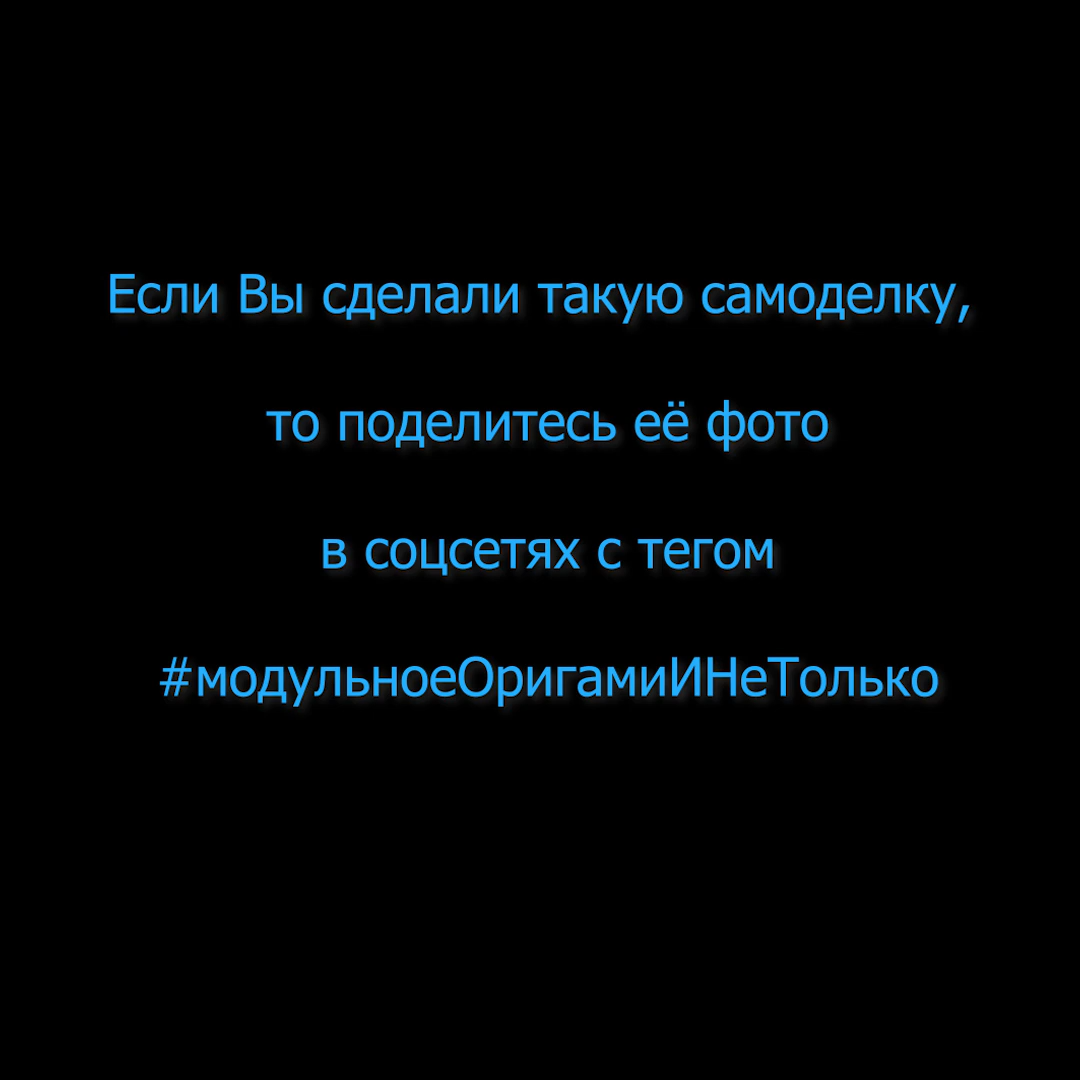 Если Вы сделали такую самоделку,
то поделитесь её фото
в соцсетях с тегом
#модульноеОригамиИНеТолько